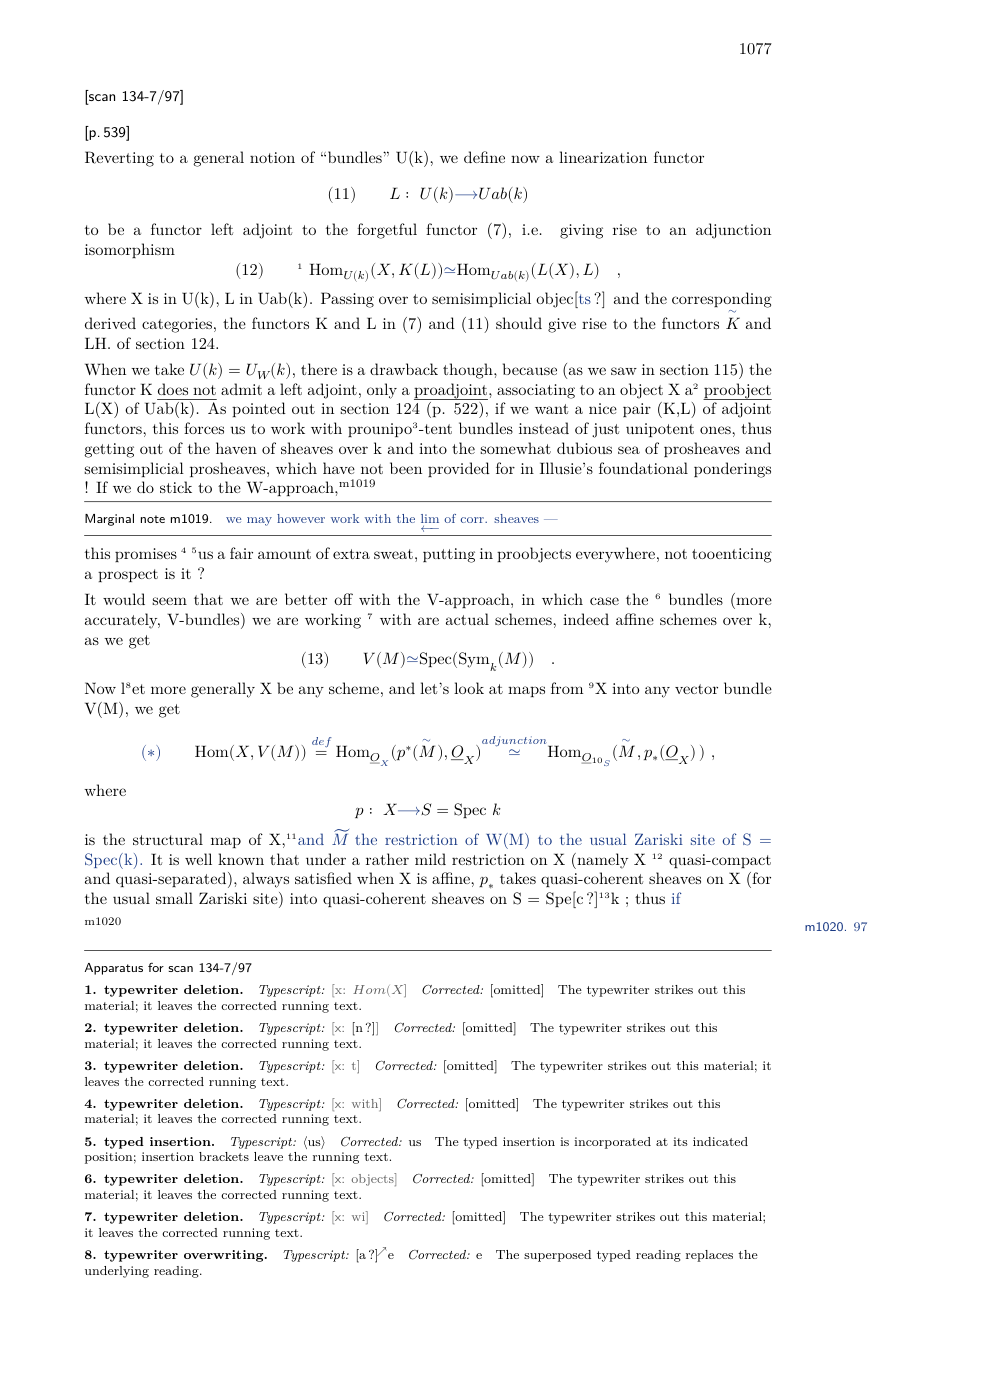 1077
[scan 134-7/97]
[p. 539]
Reverting to a general notion of “bundles” U(k), we define now a linearization functor
(11) L : U(k)⟶Uab(k)
to be a functor left adjoint to the forgetful functor (7), i.e. giving rise to an adjunction
isomorphism
(12) ¹ Hom_{U(k)}(X, K(L))≃Hom_{Uab(k)}(L(X), L) ,
where X is in U(k), L in Uab(k). Passing over to semisimplicial objec[ts ?] and the corresponding
derived categories, the functors K and L in (7) and (11) should give rise to the functors K̃ and
LH. of section 124.
When we take U(k) = U_W(k), there is a drawback though, because (as we saw in section 115) the
functor K does not admit a left adjoint, only a proadjoint, associating to an object X a² proobject
L(X) of Uab(k). As pointed out in section 124 (p. 522), if we want a nice pair (K,L) of adjoint
functors, this forces us to work with prounipo³-tent bundles instead of just unipotent ones, thus
getting out of the haven of sheaves over k and into the somewhat dubious sea of prosheaves and
semisimplicial prosheaves, which have not been provided for in Illusie’s foundational ponderings
! If we do stick to the W-approach,m1019
Marginal note m1019. we may however work with the lim⟵ of corr. sheaves —
this promises ⁴ ⁵us a fair amount of extra sweat, putting in proobjects everywhere, not tooenticing
a prospect is it ?
It would seem that we are better off with the V-approach, in which case the ⁶ bundles (more
accurately, V-bundles) we are working ⁷ with are actual schemes, indeed affine schemes over k,
as we get
(13) V(M)≃Spec(Sym_k(M)) .
Now l⁸et more generally X be any scheme, and let’s look at maps from ⁹X into any vector bundle
V(M), we get
(∗) Hom(X, V(M)) =^{def} Hom_{O_X}(p*(M̃), O_X) ≃^{adjunction} Hom_{O¹⁰_S}(M̃, p_*(O_X) ) ,
where
p : X⟶S = Spec k
is the structural map of X,¹¹and M̃ the restriction of W(M) to the usual Zariski site of S =
Spec(k). It is well known that under a rather mild restriction on X (namely X ¹² quasi-compact
and quasi-separated), always satisfied when X is affine, p_* takes quasi-coherent sheaves on X (for
the usual small Zariski site) into quasi-coherent sheaves on S = Spe[c ?]¹³k ; thus if
m1020
m1020. 97
Apparatus for scan 134-7/97
1. typewriter deletion. Typescript: [x: Hom(X] Corrected: [omitted] The typewriter strikes out this
material; it leaves the corrected running text.
2. typewriter deletion. Typescript: [x: [n ?]] Corrected: [omitted] The typewriter strikes out this
material; it leaves the corrected running text.
3. typewriter deletion. Typescript: [x: t] Corrected: [omitted] The typewriter strikes out this material; it
leaves the corrected running text.
4. typewriter deletion. Typescript: [x: with] Corrected: [omitted] The typewriter strikes out this
material; it leaves the corrected running text.
5. typed insertion. Typescript: ⟨us⟩ Corrected: us The typed insertion is incorporated at its indicated
position; insertion brackets leave the running text.
6. typewriter deletion. Typescript: [x: objects] Corrected: [omitted] The typewriter strikes out this
material; it leaves the corrected running text.
7. typewriter deletion. Typescript: [x: wi] Corrected: [omitted] The typewriter strikes out this material;
it leaves the corrected running text.
8. typewriter overwriting. Typescript: [a ?]↗e Corrected: e The superposed typed reading replaces the
underlying reading.